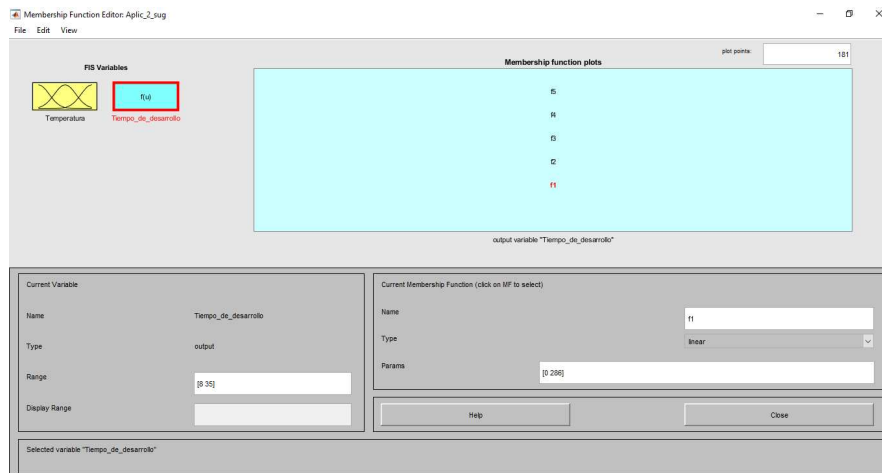 Membership Function Editor: Aplic_2_sug
File Edit View
FIS Variables
f(u)
Temperatura
Tiempo_de_desarrollo
plot points:
181
Membership function plots
f5
f4
f3
f2
f1
output variable "Tiempo_de_desarrollo"
Current Variable
Name
Tiempo_de_desarrollo
Type
output
Range
[8 35]
Display Range
Current Membership Function (click on MF to select)
Name
f1
Type
linear
Params
[0 286]
Help
Close
Selected variable "Tiempo_de_desarrollo"